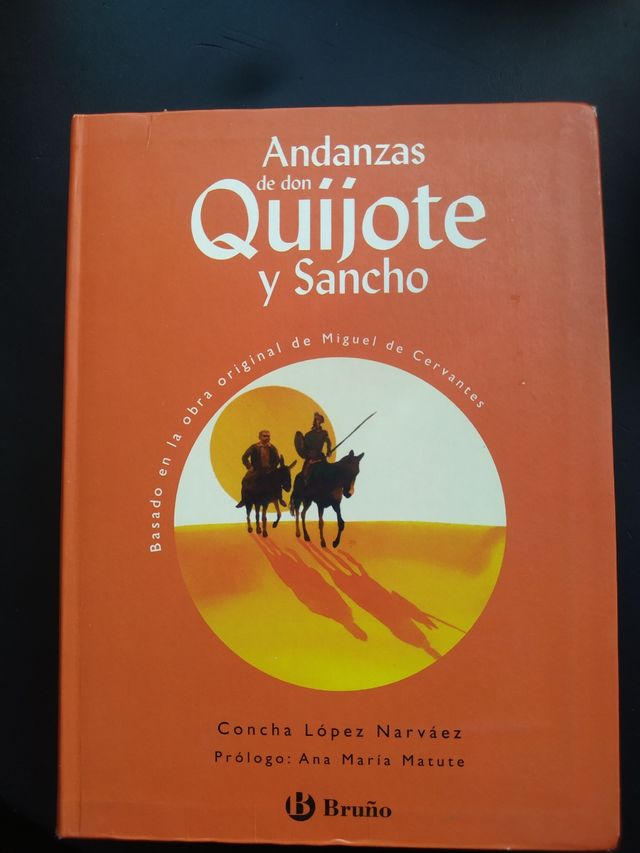 Andanzas
de don
Quijote
y Sancho
Basado en la obra original de Miguel de Cervantes
Concha López Narváez
Prólogo: Ana María Matute
B Bruño